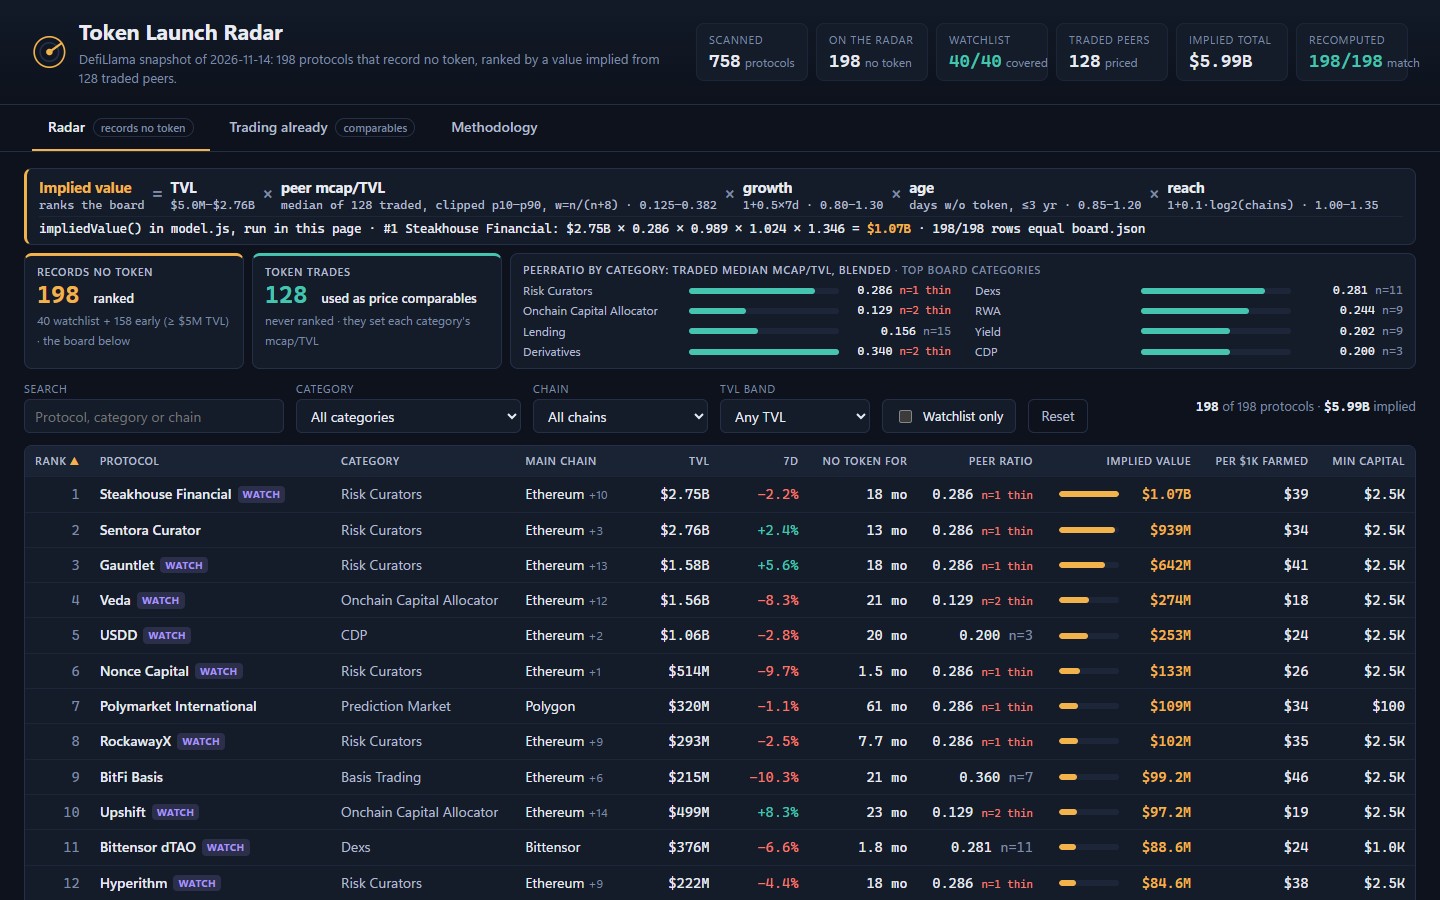 Token Launch Radar
DefiLlama snapshot of 2026-11-14: 198 protocols that record no token, ranked by a value implied from
128 traded peers.
SCANNED
758 protocols
ON THE RADAR
198 no token
WATCHLIST
40/40 covered
TRADED PEERS
128 priced
IMPLIED TOTAL
$5.99B
RECOMPUTED
198/198 match
Radar records no token
Trading already comparables
Methodology
Implied value = TVL × peer mcap/TVL × growth × age × reach
ranks the board $5.0M–$2.76B median of 128 traded, clipped p10–p90, w=n/(n+8) · 0.125–0.382 1+0.5×7d · 0.80–1.30 days w/o token, ≤3 yr · 0.85–1.20 1+0.1·log2(chains) · 1.00–1.35
impliedValue() in model.js, run in this page · #1 Steakhouse Financial: $2.75B × 0.286 × 0.989 × 1.024 × 1.346 = $1.07B · 198/198 rows equal board.json
RECORDS NO TOKEN
198 ranked
40 watchlist + 158 early (≥ $5M TVL)
· the board below
TOKEN TRADES
128 used as price comparables
never ranked · they set each category's
mcap/TVL
PEERRATIO BY CATEGORY: TRADED MEDIAN MCAP/TVL, BLENDED · TOP BOARD CATEGORIES
Risk Curators 0.286 n=1 thin
Dexs 0.281 n=11
Onchain Capital Allocator 0.129 n=2 thin
RWA 0.244 n=9
Lending 0.156 n=15
Yield 0.202 n=9
Derivatives 0.340 n=2 thin
CDP 0.200 n=3
SEARCH
Protocol, category or chain
CATEGORY
All categories
CHAIN
All chains
TVL BAND
Any TVL
Watchlist only
Reset
198 of 198 protocols · $5.99B implied
RANK ▲ PROTOCOL CATEGORY MAIN CHAIN TVL 7D NO TOKEN FOR PEER RATIO IMPLIED VALUE PER $1K FARMED MIN CAPITAL
1 Steakhouse Financial WATCH Risk Curators Ethereum +10 $2.75B −2.2% 18 mo 0.286 n=1 thin $1.07B $39 $2.5K
2 Sentora Curator Risk Curators Ethereum +3 $2.76B +2.4% 13 mo 0.286 n=1 thin $939M $34 $2.5K
3 Gauntlet WATCH Risk Curators Ethereum +13 $1.58B +5.6% 18 mo 0.286 n=1 thin $642M $41 $2.5K
4 Veda WATCH Onchain Capital Allocator Ethereum +12 $1.56B −8.3% 21 mo 0.129 n=2 thin $274M $18 $2.5K
5 USDD WATCH CDP Ethereum +2 $1.06B −2.8% 20 mo 0.200 n=3 $253M $24 $2.5K
6 Nonce Capital WATCH Risk Curators Ethereum +1 $514M −9.7% 1.5 mo 0.286 n=1 thin $133M $26 $2.5K
7 Polymarket International Prediction Market Polygon $320M −1.1% 61 mo 0.286 n=1 thin $109M $34 $100
8 RockawayX WATCH Risk Curators Ethereum +9 $293M −2.5% 7.7 mo 0.286 n=1 thin $102M $35 $2.5K
9 BitFi Basis Basis Trading Ethereum +6 $215M −10.3% 21 mo 0.360 n=7 $99.2M $46 $2.5K
10 Upshift WATCH Onchain Capital Allocator Ethereum +14 $499M +8.3% 23 mo 0.129 n=2 thin $97.2M $19 $2.5K
11 Bittensor dTAO WATCH Dexs Bittensor $376M −6.6% 1.8 mo 0.281 n=11 $88.6M $24 $1.0K
12 Hyperithm WATCH Risk Curators Ethereum +9 $222M −4.4% 18 mo 0.286 n=1 thin $84.6M $38 $2.5K